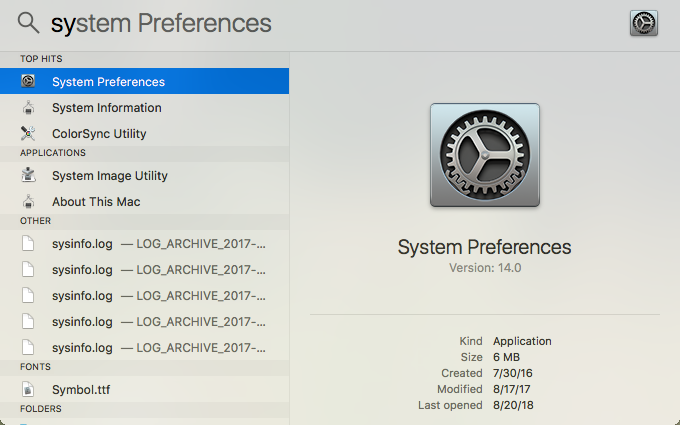 system Preferences
TOP HITS
System Preferences
System Information
ColorSync Utility
APPLICATIONS
System Image Utility
About This Mac
OTHER
sysinfo.log — LOG_ARCHIVE_2017-...
sysinfo.log — LOG_ARCHIVE_2017-...
sysinfo.log — LOG_ARCHIVE_2017-...
sysinfo.log — LOG_ARCHIVE_2017-...
sysinfo.log — LOG_ARCHIVE_2017-...
FONTS
Symbol.ttf
FOLDERS
System Preferences
Version: 14.0
Kind Application
Size 6 MB
Created 7/30/16
Modified 8/17/17
Last opened 8/20/18